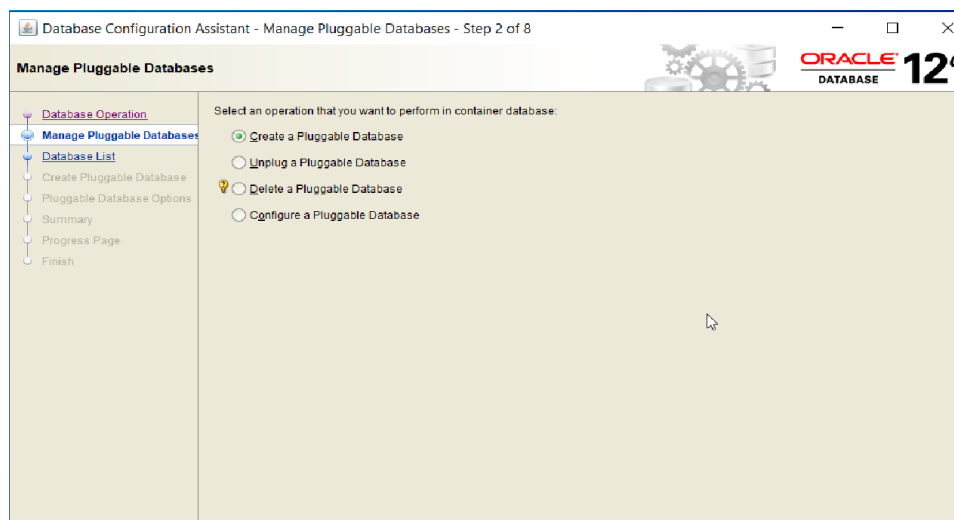 Database Configuration Assistant - Manage Pluggable Databases - Step 2 of 8
Manage Pluggable Databases
ORACLE
DATABASE
12c
Database Operation
Manage Pluggable Databases
Database List
Create Pluggable Database
Pluggable Database Options
Summary
Progress Page
Finish
Select an operation that you want to perform in container database:
Create a Pluggable Database
Unplug a Pluggable Database
Delete a Pluggable Database
Configure a Pluggable Database